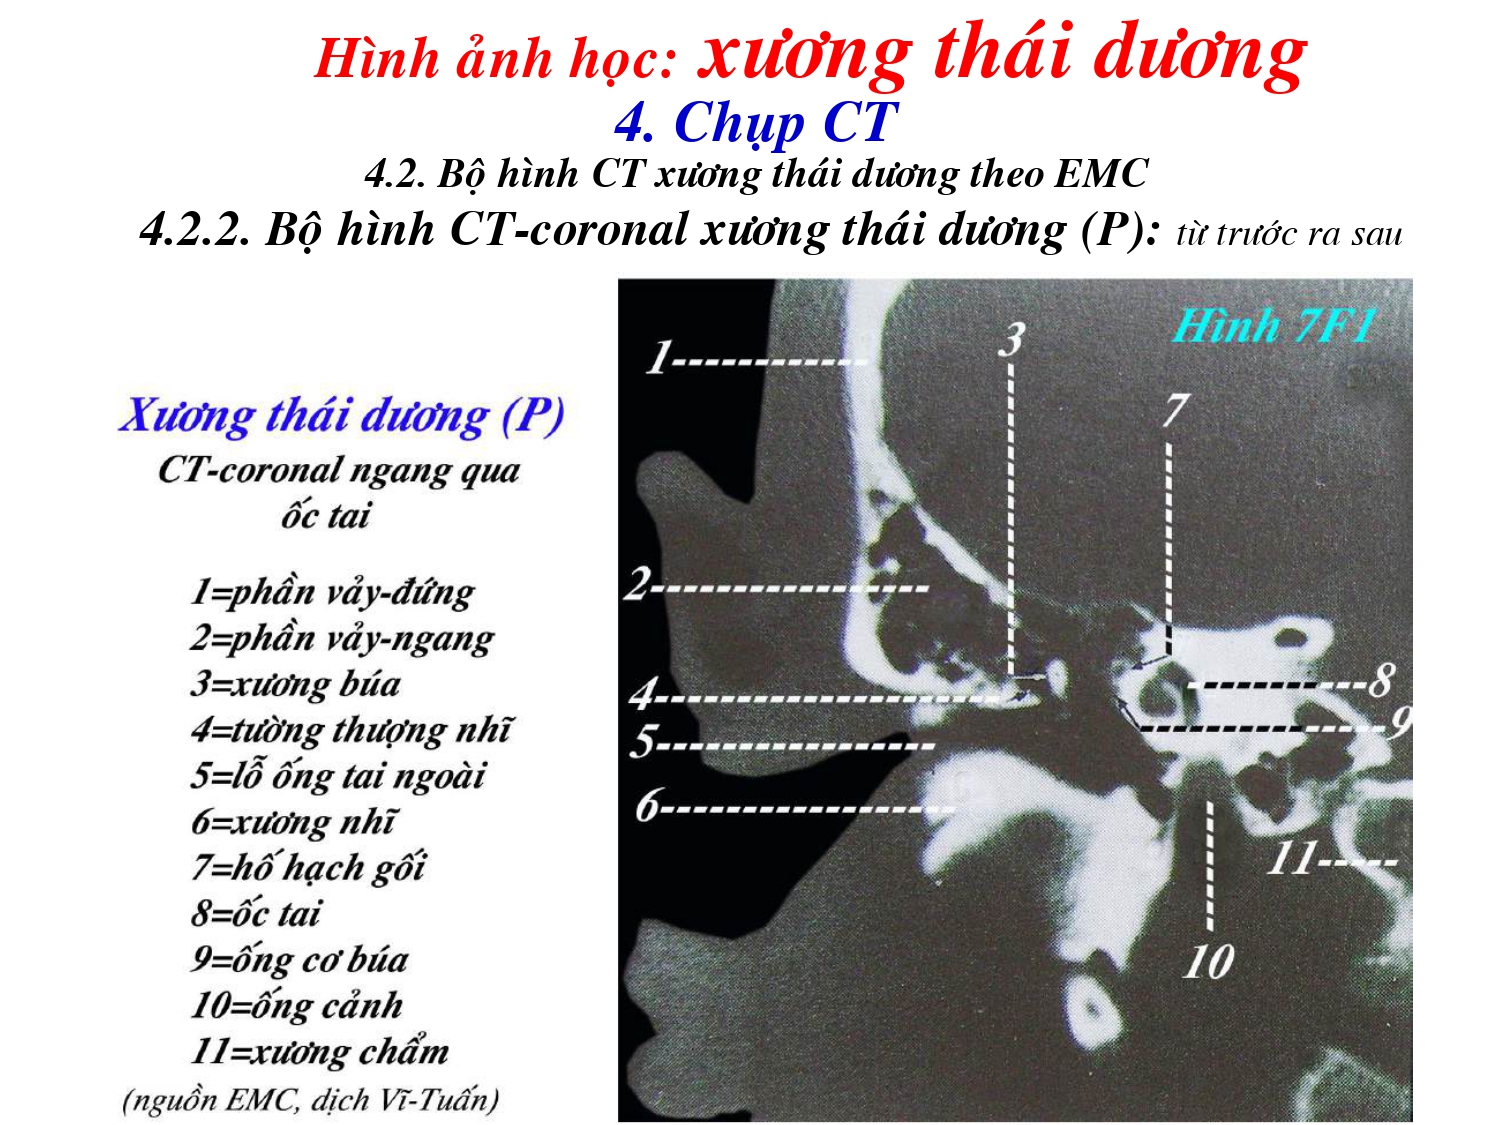 Hình ảnh học: xương thái dương
4. Chụp CT
4.2. Bộ hình CT xương thái dương theo EMC
4.2.2. Bộ hình CT-coronal xương thái dương (P): từ trước ra sau
Xương thái dương (P)
CT-coronal ngang qua
ốc tai
1=phần vảy-đứng
2=phần vảy-ngang
3=xương búa
4=tường thượng nhĩ
5=lỗ ống tai ngoài
6=xương nhĩ
7=hố hạch gối
8=ốc tai
9=ống cơ búa
10=ống cảnh
11=xương chẩm
(nguồn EMC, dịch Vĩ-Tuấn)
Hình 7F1
1
3
7
2
4
8
5
9
6
11
10